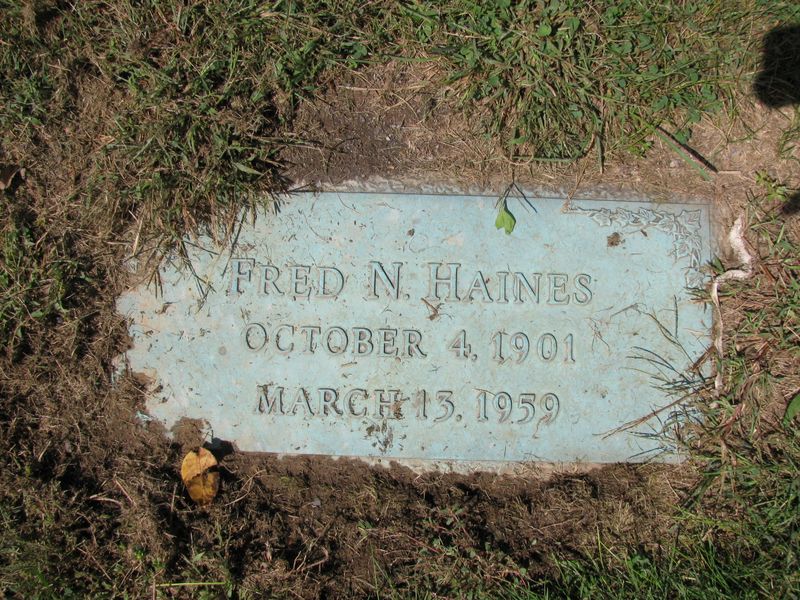 FRED N. HAINES
OCTOBER 4, 1901
MARCH 13, 1959